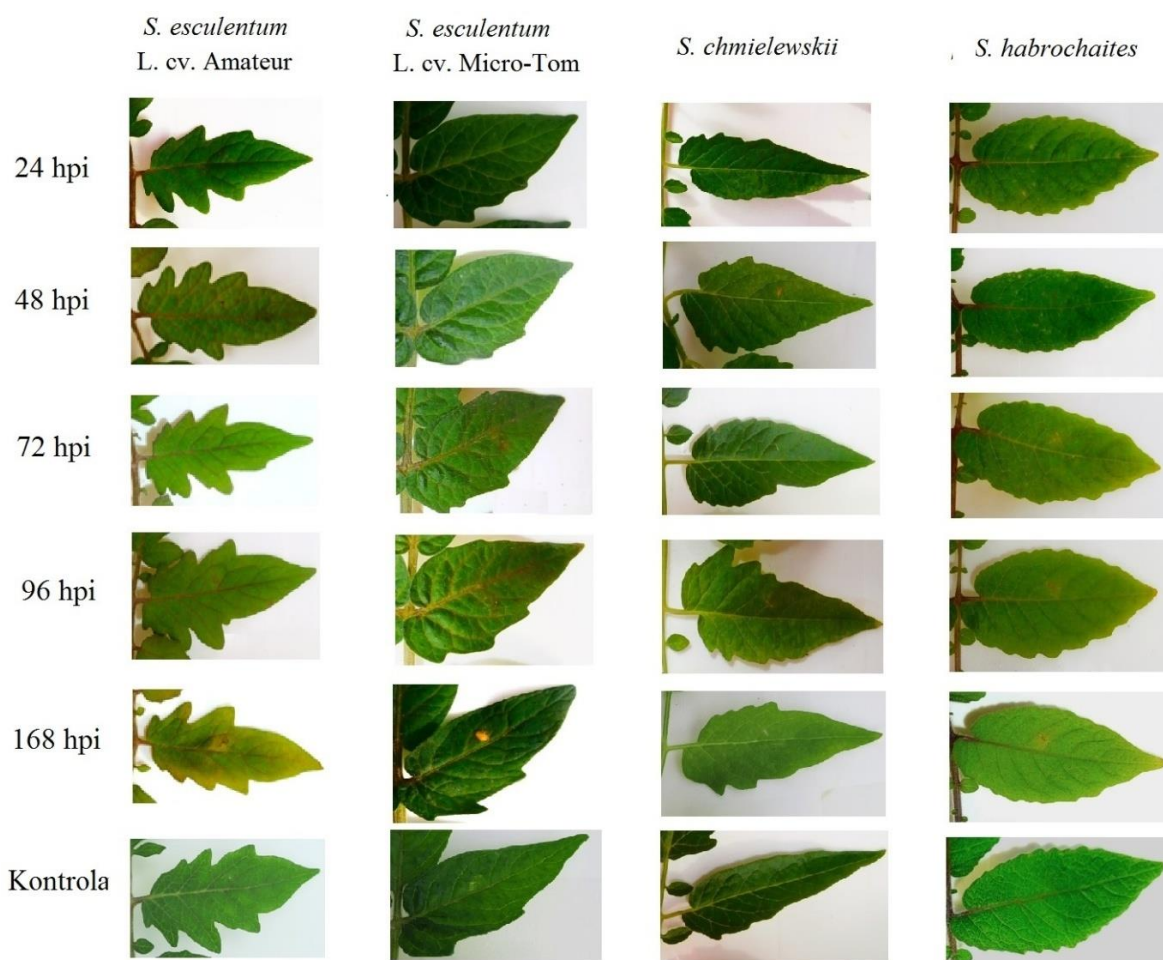 S. esculentum
L. cv. Amateur
S. esculentum
L. cv. Micro-Tom
S. chmielewskii
S. habrochaites
24 hpi
48 hpi
72 hpi
96 hpi
168 hpi
Kontrola